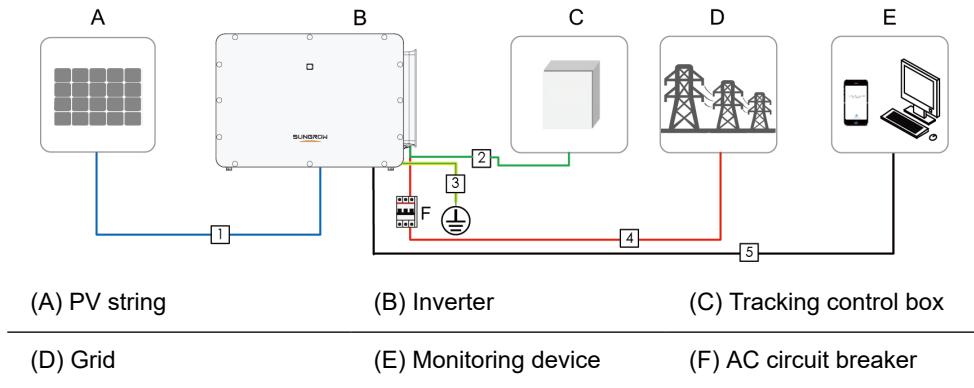 A B C D E
SUNGROW
2
3
F
1
4
5
(A) PV string (B) Inverter (C) Tracking control box
(D) Grid (E) Monitoring device (F) AC circuit breaker